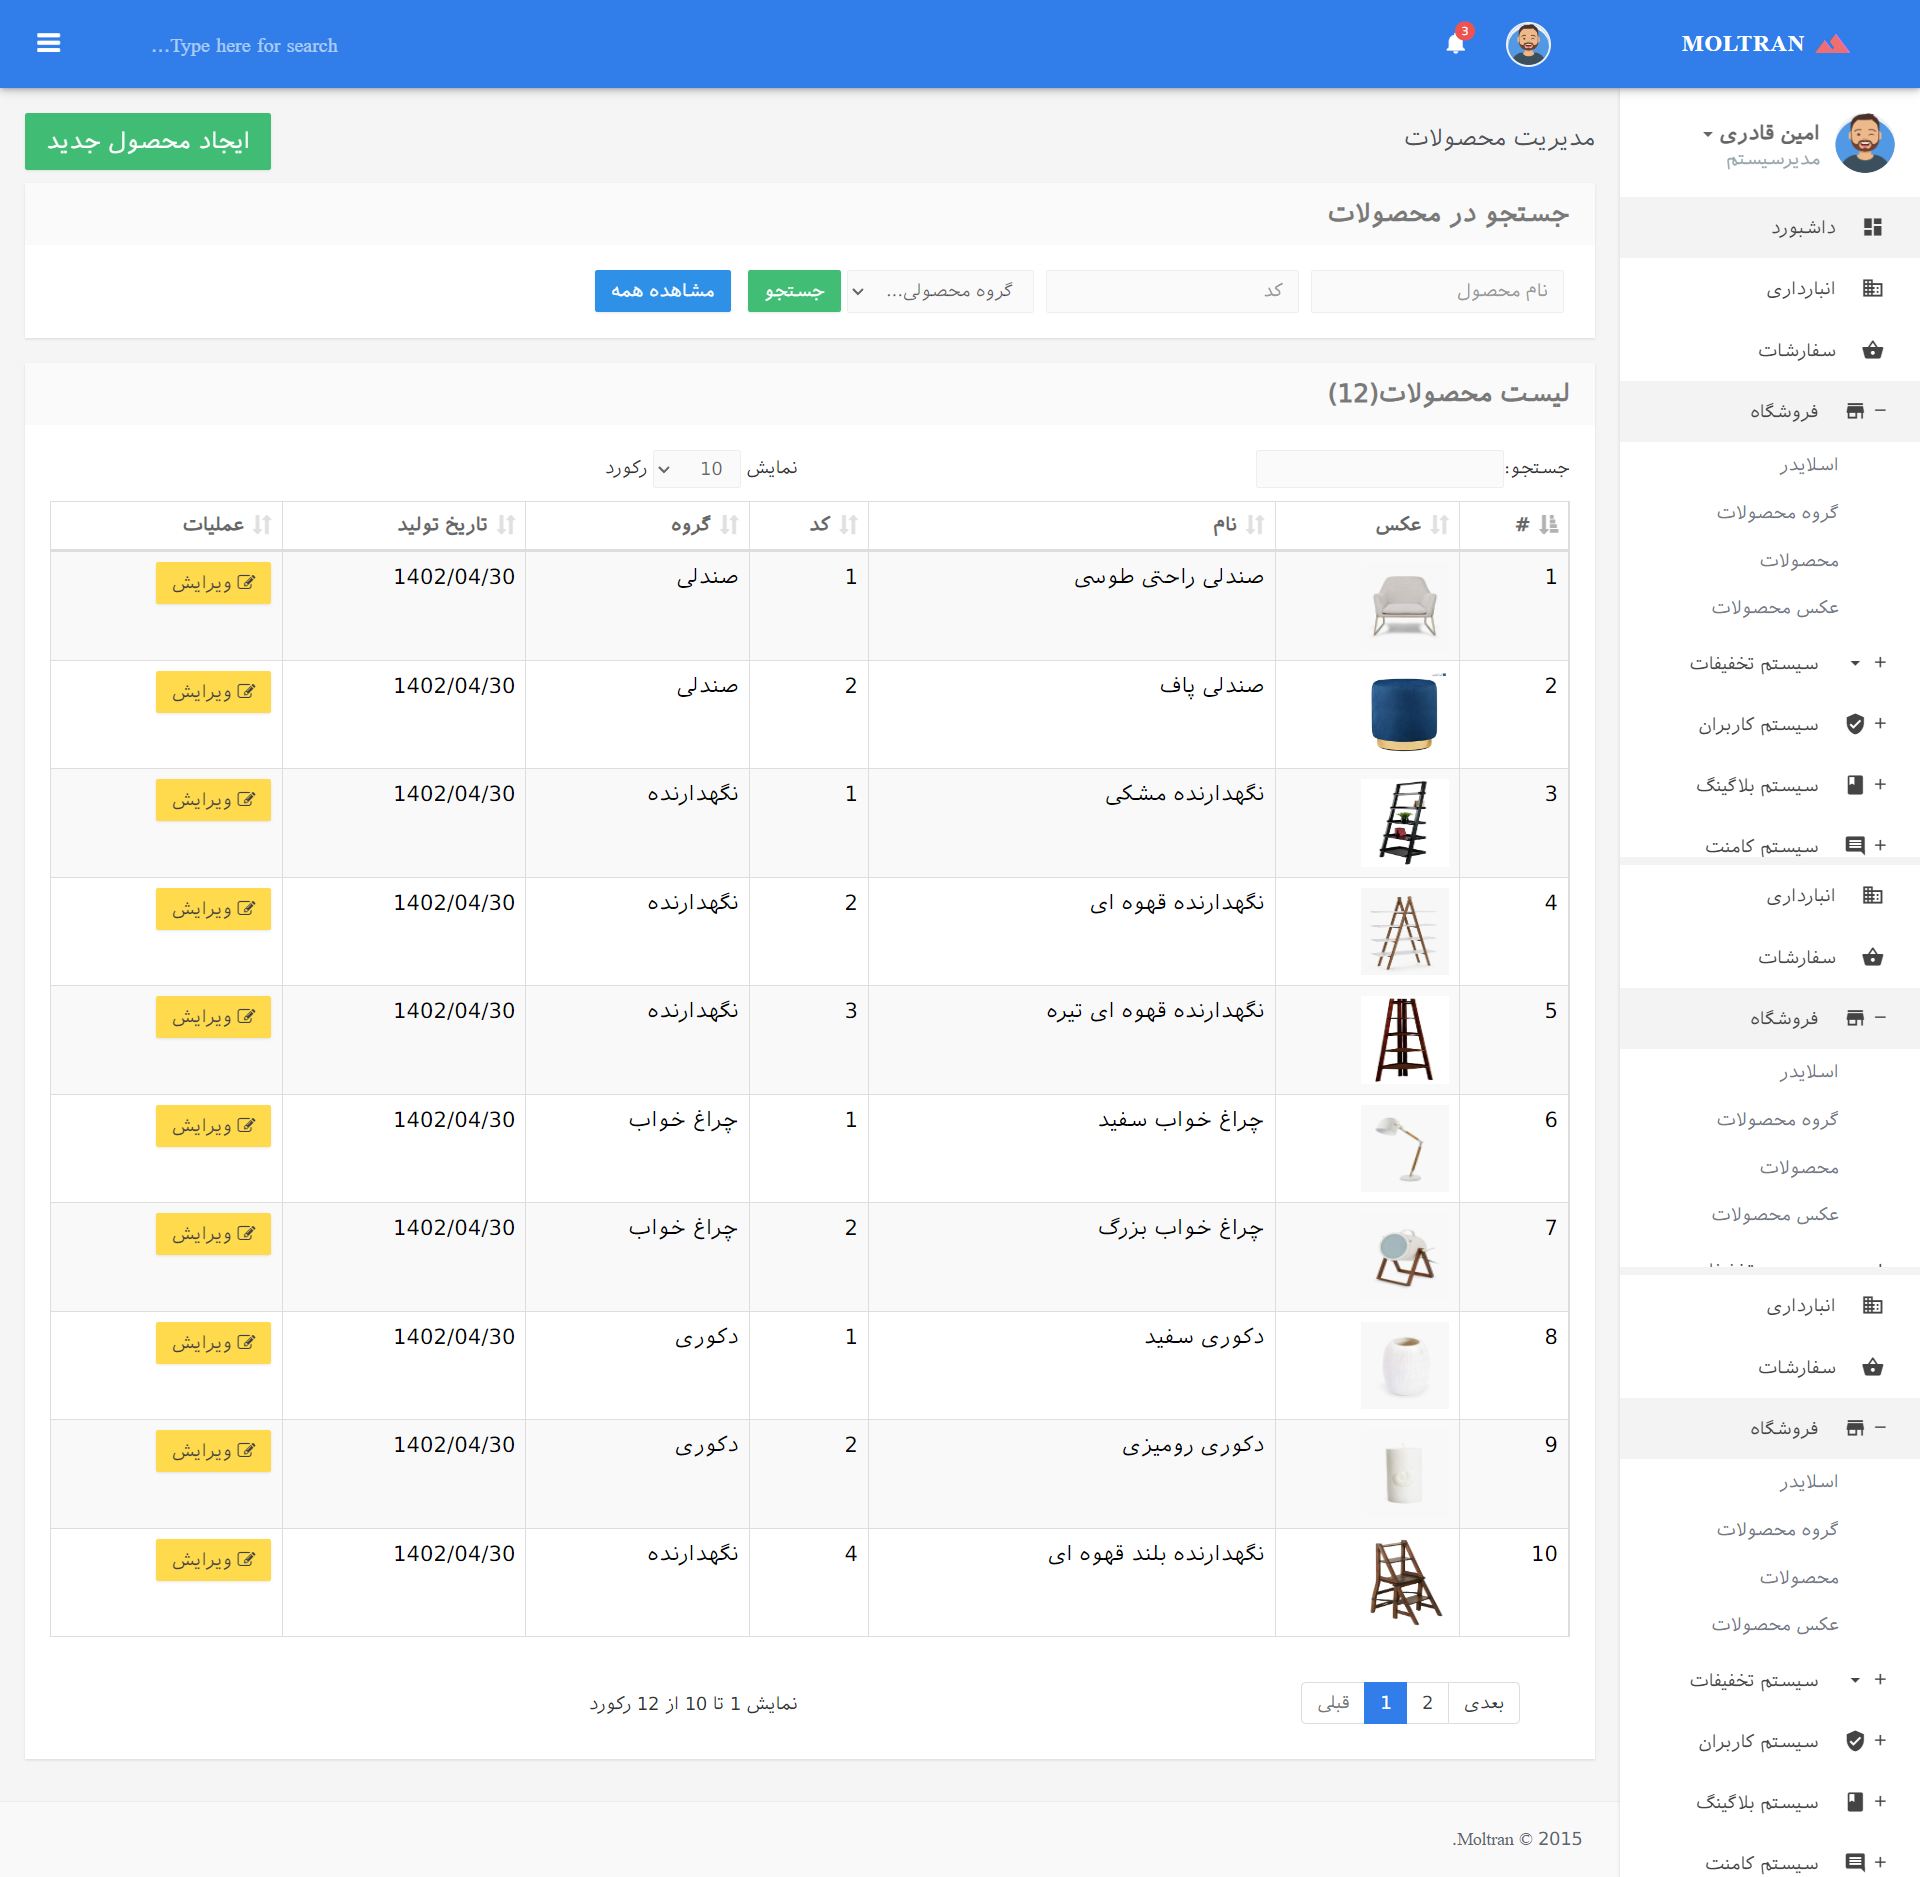 MOLTRAN
3
Type here for search...
امین قادری
مدیرسیستم
داشبورد
انبارداری
سفارشات
فروشگاه
اسلایدر
گروه محصولات
محصولات
عکس محصولات
سیستم تخفیفات
سیستم کاربران
سیستم بلاگینگ
سیستم کامنت
انبارداری
سفارشات
فروشگاه
اسلایدر
گروه محصولات
محصولات
عکس محصولات
انبارداری
سفارشات
فروشگاه
اسلایدر
گروه محصولات
محصولات
عکس محصولات
سیستم تخفیفات
سیستم کاربران
سیستم بلاگینگ
سیستم کامنت
مدیریت محصولات
ایجاد محصول جدید
جستجو در محصولات
نام محصول کد گروه محصولی... جستجو مشاهده همه
لیست محصولات(12)
جستجو: نمایش 10 رکورد
# عکس نام کد گروه تاریخ تولید عملیات
1 صندلی راحتی طوسی 1 صندلی 1402/04/30 ویرایش
2 صندلی پاف 2 صندلی 1402/04/30 ویرایش
3 نگهدارنده مشکی 1 نگهدارنده 1402/04/30 ویرایش
4 نگهدارنده قهوه ای 2 نگهدارنده 1402/04/30 ویرایش
5 نگهدارنده قهوه ای تیره 3 نگهدارنده 1402/04/30 ویرایش
6 چراغ خواب سفید 1 چراغ خواب 1402/04/30 ویرایش
7 چراغ خواب بزرگ 2 چراغ خواب 1402/04/30 ویرایش
8 دکوری سفید 1 دکوری 1402/04/30 ویرایش
9 دکوری رومیزی 2 دکوری 1402/04/30 ویرایش
10 نگهدارنده بلند قهوه ای 4 نگهدارنده 1402/04/30 ویرایش
بعدی 2 1 قبلی
نمایش 1 تا 10 از 12 رکورد
2015 © Moltran.